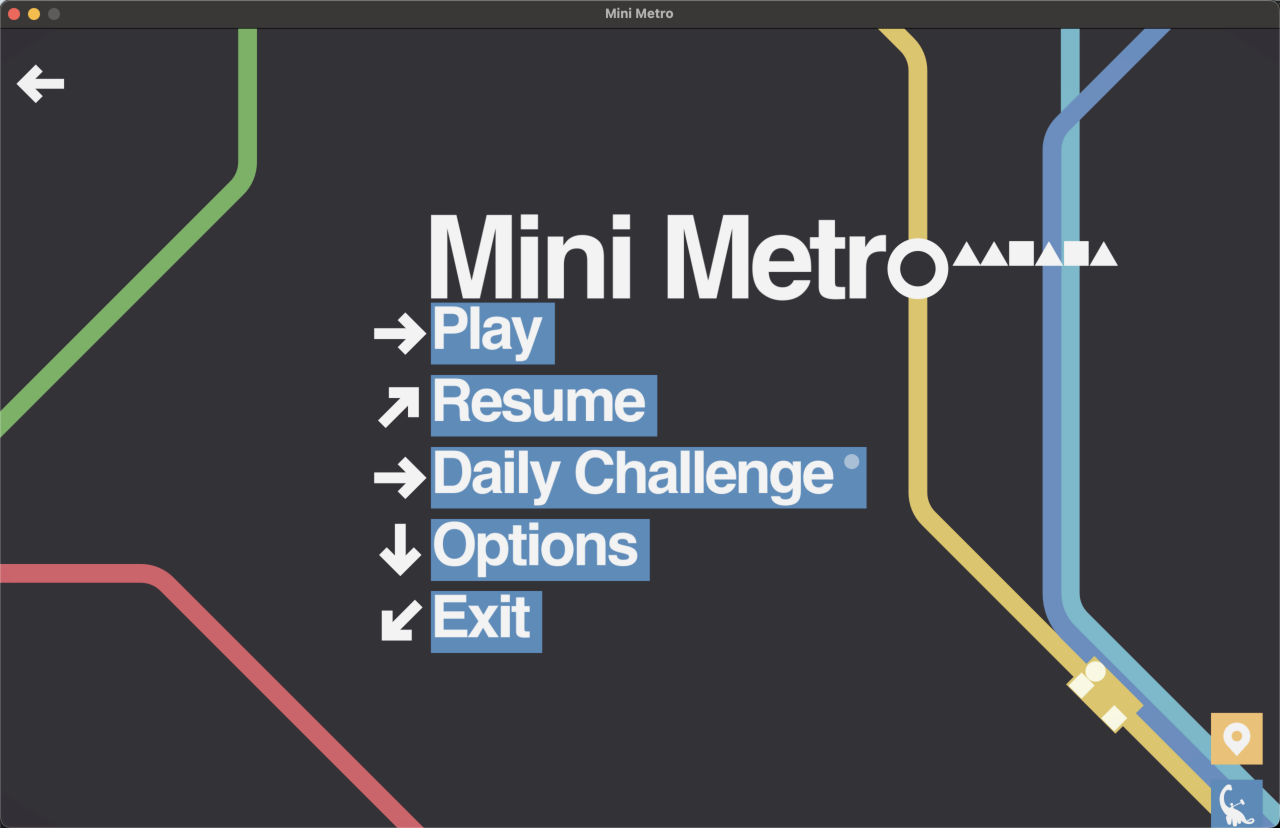 Mini Metro
Mini Metro
Play
Resume
Daily Challenge
Options
Exit